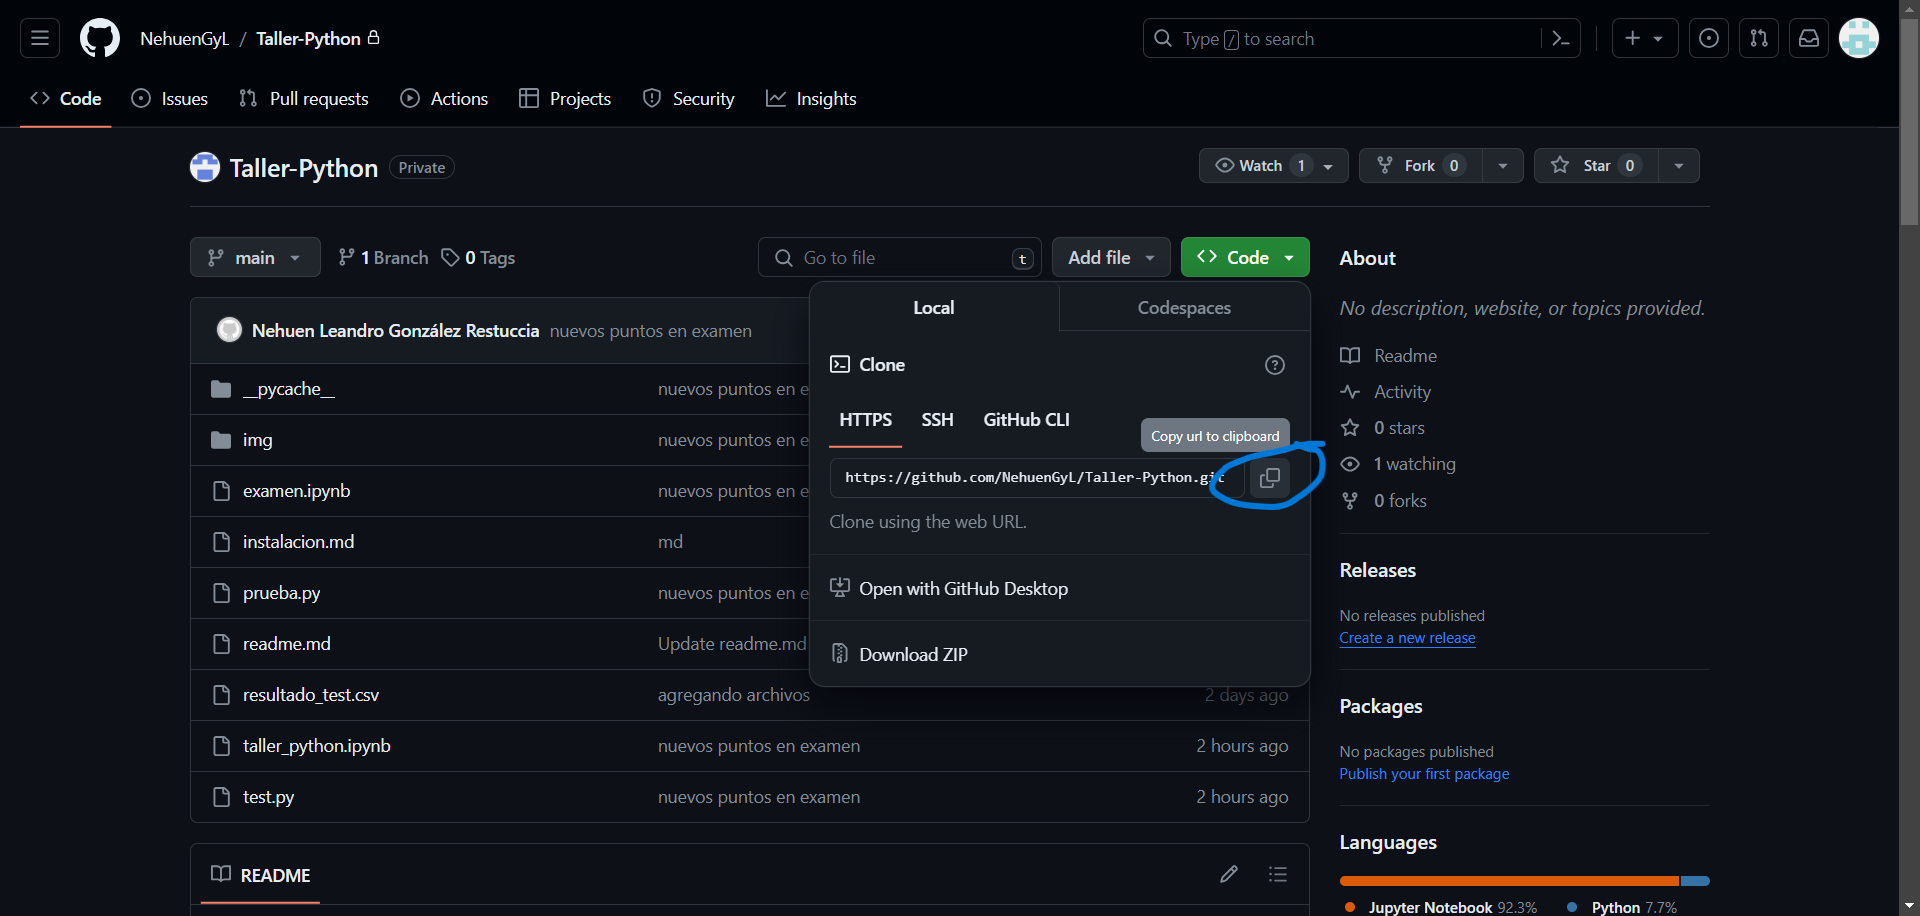 NehuenGyL / Taller-Python
Type / to search
Code
Issues
Pull requests
Actions
Projects
Security
Insights
Taller-Python Private
Watch 1
Fork 0
Star 0
main
1 Branch
0 Tags
Go to file t
Add file
Code
Local
Codespaces
Clone
HTTPS
SSH
GitHub CLI
Copy url to clipboard
https://github.com/NehuenGyL/Taller-Python.git
Clone using the web URL.
Open with GitHub Desktop
Download ZIP
Nehuen Leandro González Restuccia nuevos puntos en examen
__pycache__ nuevos puntos en e
img nuevos puntos en e
examen.ipynb nuevos puntos en e
instalacion.md md
prueba.py nuevos puntos en e
readme.md Update readme.md
resultado_test.csv agregando archivos 2 days ago
taller_python.ipynb nuevos puntos en examen 2 hours ago
test.py nuevos puntos en examen 2 hours ago
README
About
No description, website, or topics provided.
Readme
Activity
0 stars
1 watching
0 forks
Releases
No releases published
Create a new release
Packages
No packages published
Publish your first package
Languages
Jupyter Notebook 92.3% Python 7.7%